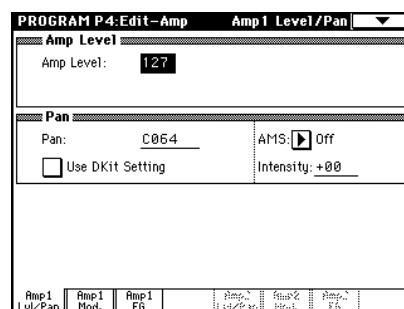 PROGRAM P4:Edit-Amp Amp1 Level/Pan
Amp Level
Amp Level: 127
Pan
Pan: C064 AMS: Off
Use DKit Setting Intensity: +00
Amp1 Lvl/Pan Amp1 Mod. Amp1 EG